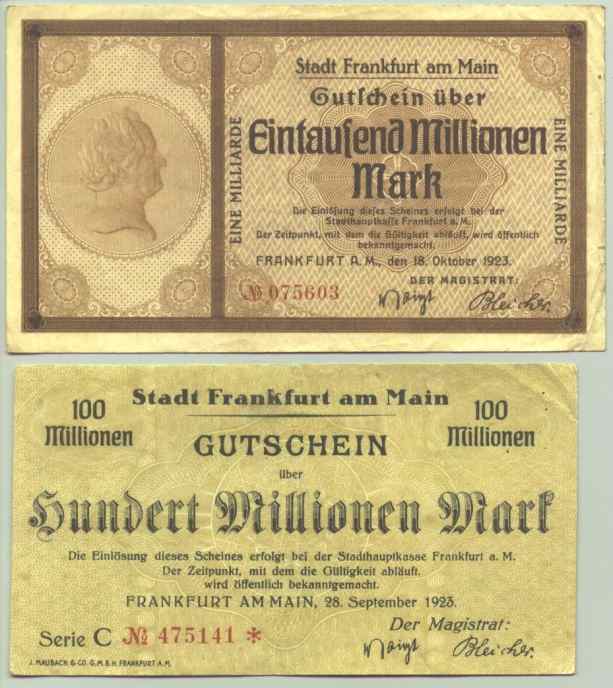 Stadt Frankfurt am Main
Gutschein über
Eintausend Millionen
Mark
EINE MILLIARDE
EINE MILLIARDE
Die Einlösung dieses Scheines erfolgt bei der
Stadthauptkasse Frankfurt a. M.
Der Zeitpunkt, mit dem die Gültigkeit abläuft, wird öffentlich
bekanntgemacht.
FRANKFURT A. M., den 18. Oktober 1923.
DER MAGISTRAT:
№ 075603
Voigt Bleicher.
Stadt Frankfurt am Main
100
Millionen
100
Millionen
GUTSCHEIN
über
Hundert Millionen Mark
Die Einlösung dieses Scheines erfolgt bei der Stadthauptkasse Frankfurt a. M.
Der Zeitpunkt, mit dem die Gültigkeit abläuft,
wird öffentlich bekanntgemacht.
FRANKFURT AM MAIN, 28. September 1923.
Der Magistrat:
Serie C № 475141 *
Voigt Bleicher.
J. MAUBACH & CO. G.M.B.H. FRANKFURT A.M.